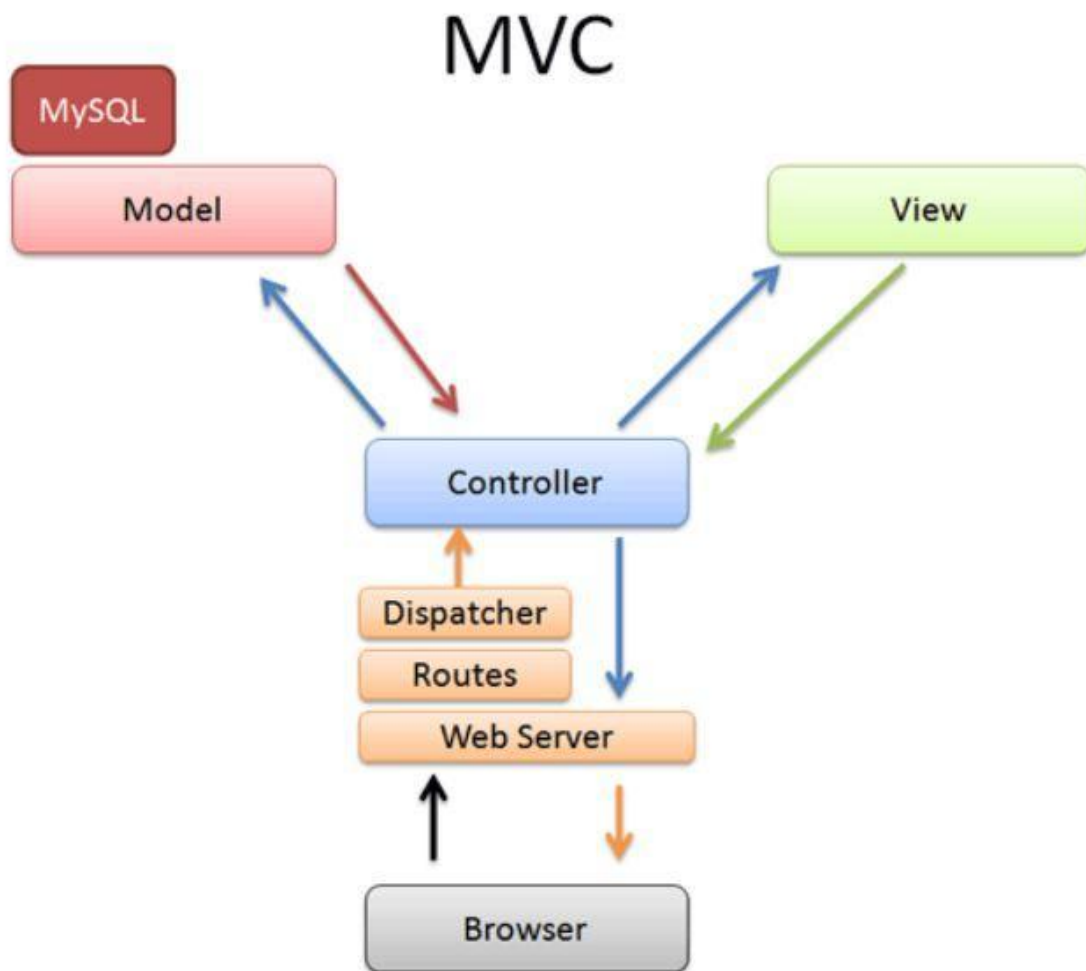 MVC
MySQL
Model
View
Controller
Dispatcher
Routes
Web Server
Browser